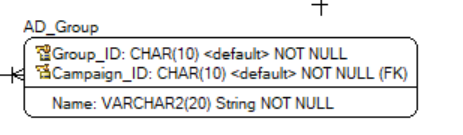 AD_Group
Group_ID: CHAR(10) <default> NOT NULL
Campaign_ID: CHAR(10) <default> NOT NULL (FK)
Name: VARCHAR2(20) String NOT NULL